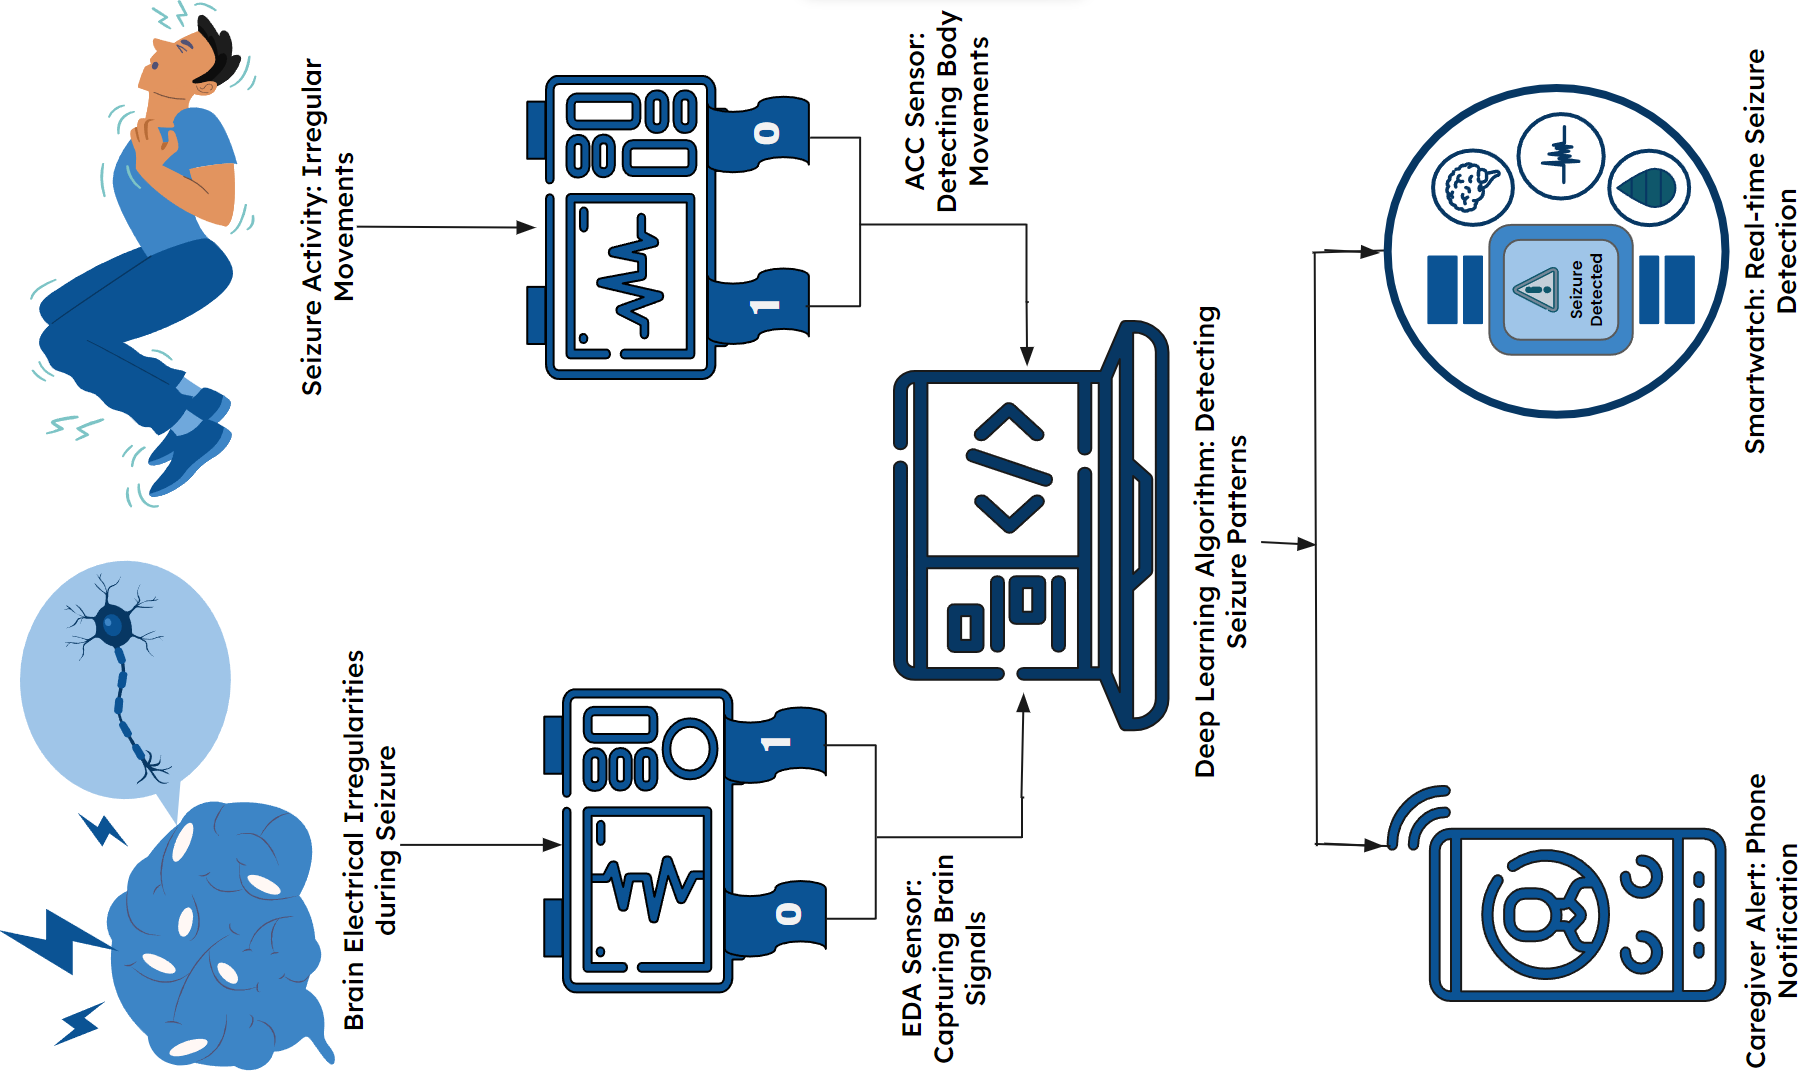 Brain Electrical Irregularities
during Seizure
Seizure Activity: Irregular
Movements
0
1
1
0
EDA Sensor:
Capturing Brain
Signals
ACC Sensor:
Detecting Body
Movements
Deep Learning Algorithm: Detecting
Seizure Patterns
Seizure
Detected
Caregiver Alert: Phone
Notification
Smartwatch: Real-time Seizure
Detection